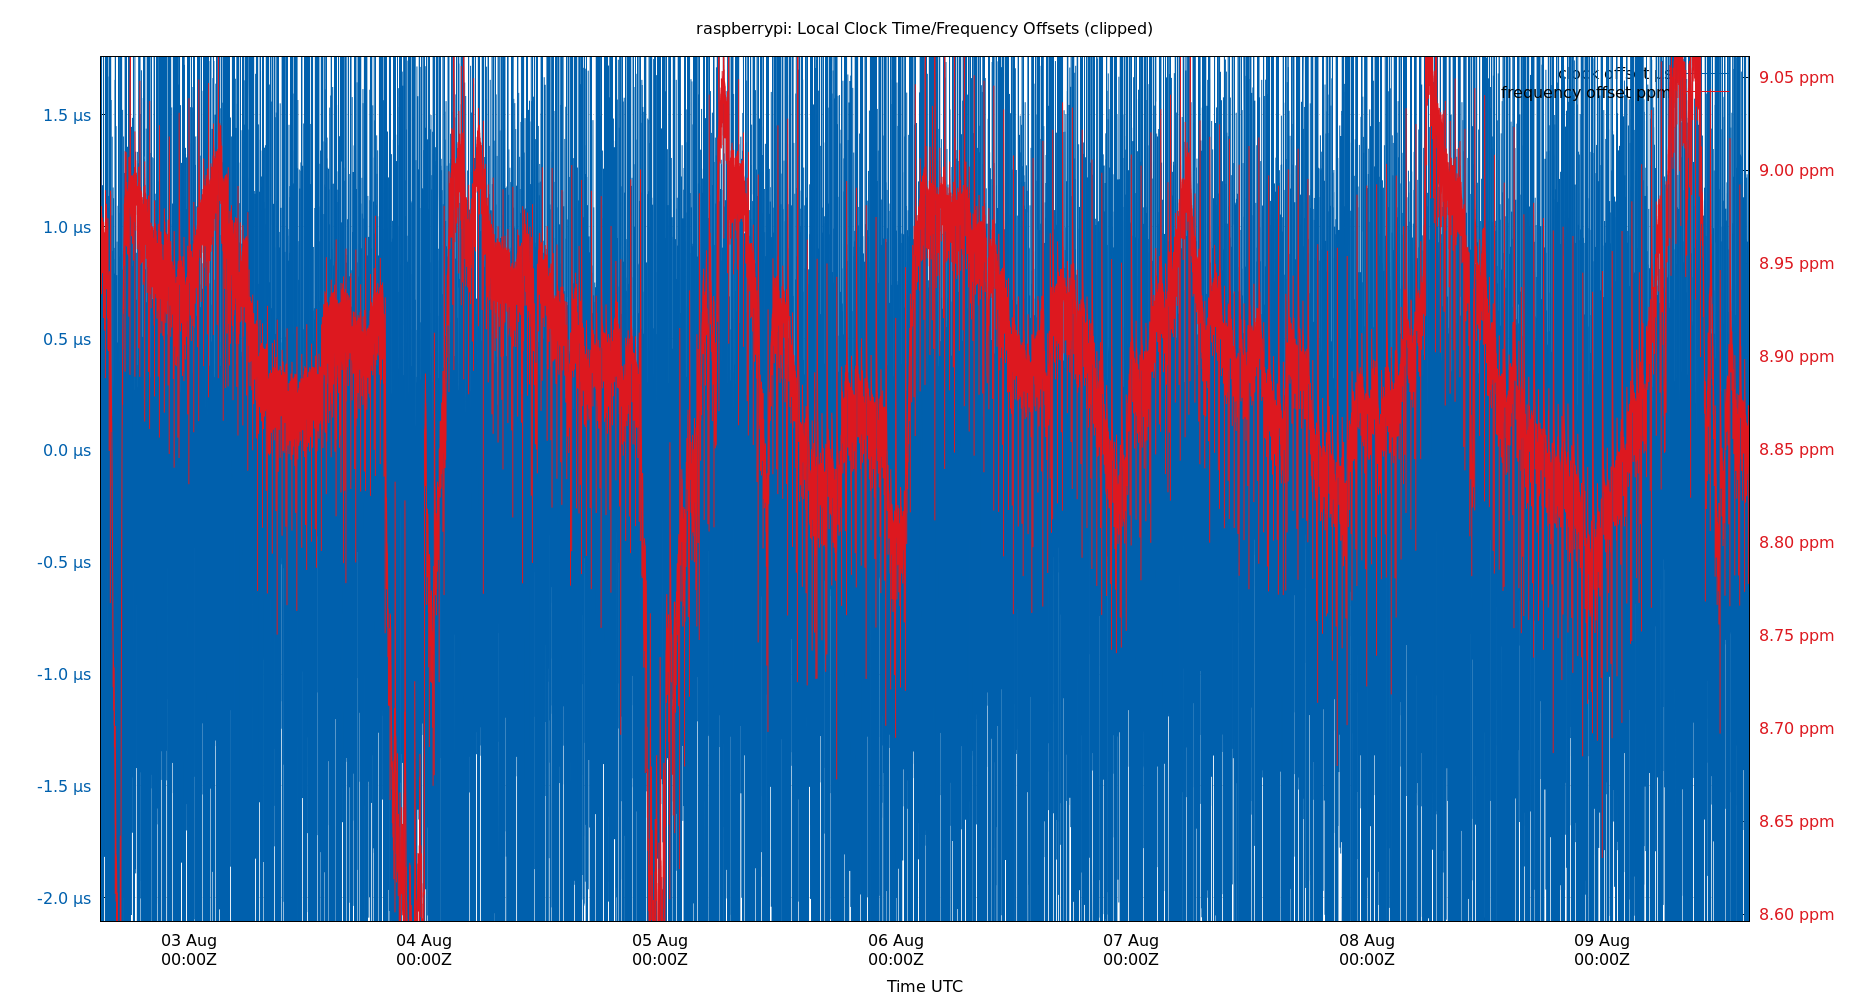 raspberrypi: Local Clock Time/Frequency Offsets (clipped)
clock offset µs
frequency offset ppm
1.5 µs
1.0 µs
0.5 µs
0.0 µs
-0.5 µs
-1.0 µs
-1.5 µs
-2.0 µs
9.05 ppm
9.00 ppm
8.95 ppm
8.90 ppm
8.85 ppm
8.80 ppm
8.75 ppm
8.70 ppm
8.65 ppm
8.60 ppm
03 Aug
00:00Z
04 Aug
00:00Z
05 Aug
00:00Z
06 Aug
00:00Z
07 Aug
00:00Z
08 Aug
00:00Z
09 Aug
00:00Z
Time UTC